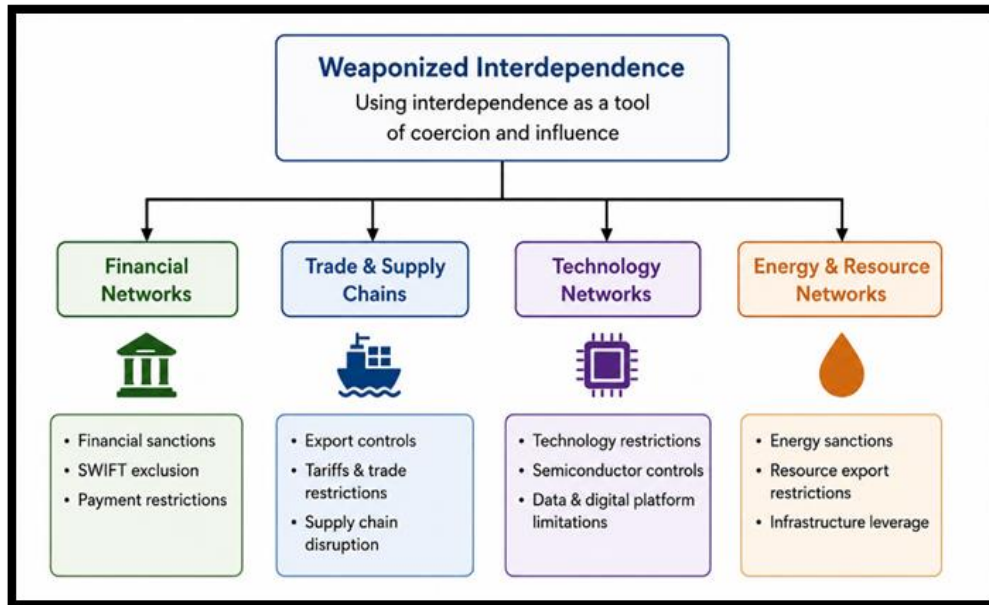 Weaponized Interdependence
Using interdependence as a tool
of coercion and influence
Financial
Networks
Trade & Supply
Chains
Technology
Networks
Energy & Resource
Networks
• Financial sanctions
• SWIFT exclusion
• Payment restrictions
• Export controls
• Tariffs & trade
restrictions
• Supply chain
disruption
• Technology restrictions
• Semiconductor controls
• Data & digital platform
limitations
• Energy sanctions
• Resource export
restrictions
• Infrastructure leverage